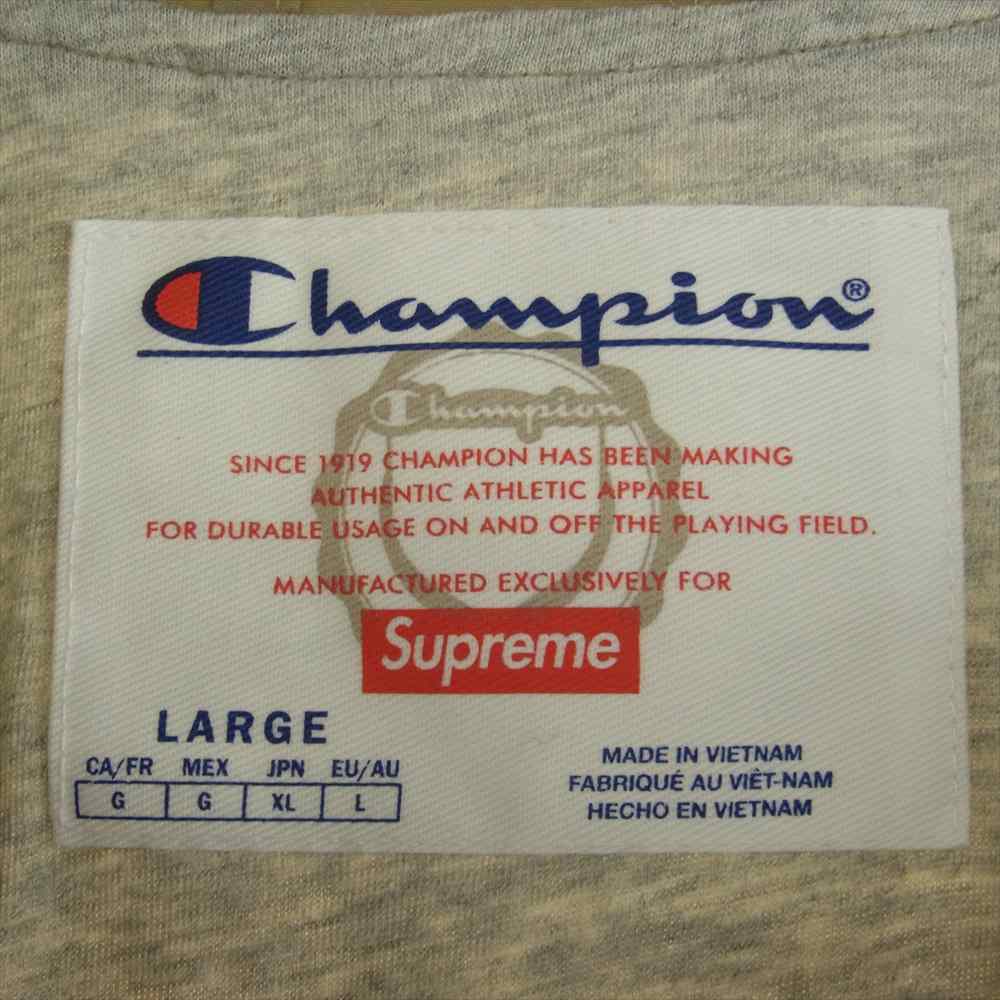 Champion®
Champion
SINCE 1919 CHAMPION HAS BEEN MAKING
AUTHENTIC ATHLETIC APPAREL
FOR DURABLE USAGE ON AND OFF THE PLAYING FIELD.
MANUFACTURED EXCLUSIVELY FOR
Supreme
LARGE
CA/FR MEX JPN EU/AU
G G XL L
MADE IN VIETNAM
FABRIQUÉ AU VIÊT-NAM
HECHO EN VIETNAM